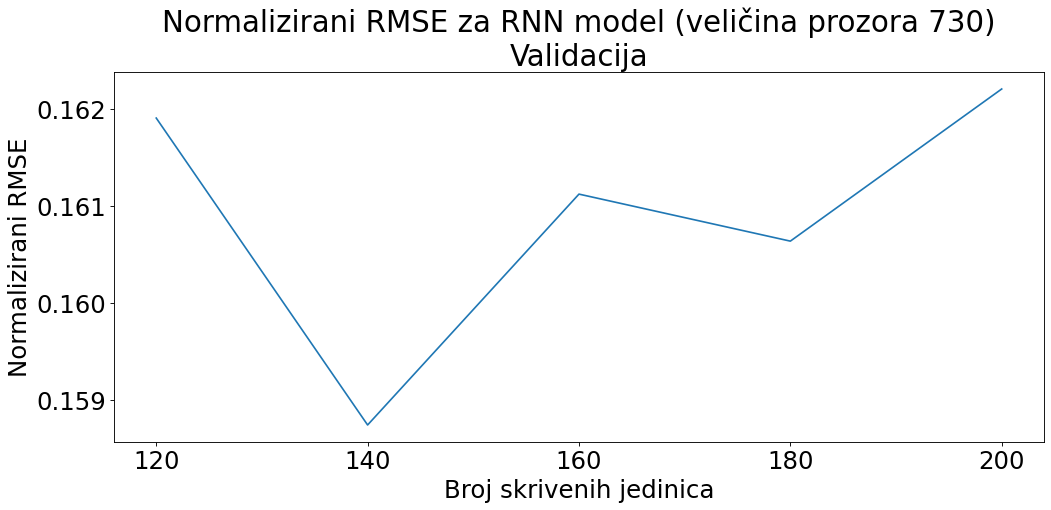 Normalizirani RMSE za RNN model (veličina prozora 730)
Validacija
Normalizirani RMSE
0.162
0.161
0.160
0.159
120 140 160 180 200
Broj skrivenih jedinica